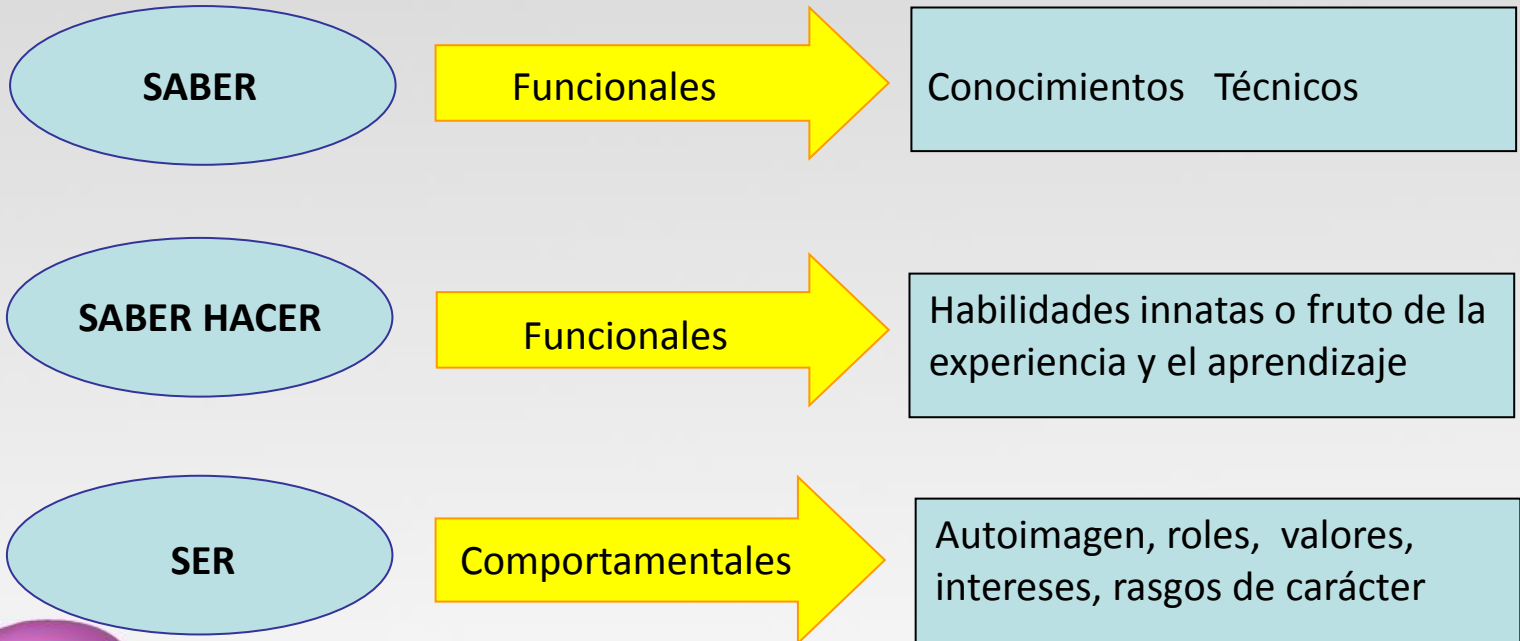 SABER
Funcionales
Conocimientos Técnicos
SABER HACER
Funcionales
Habilidades innatas o fruto de la
experiencia y el aprendizaje
SER
Comportamentales
Autoimagen, roles, valores,
intereses, rasgos de carácter